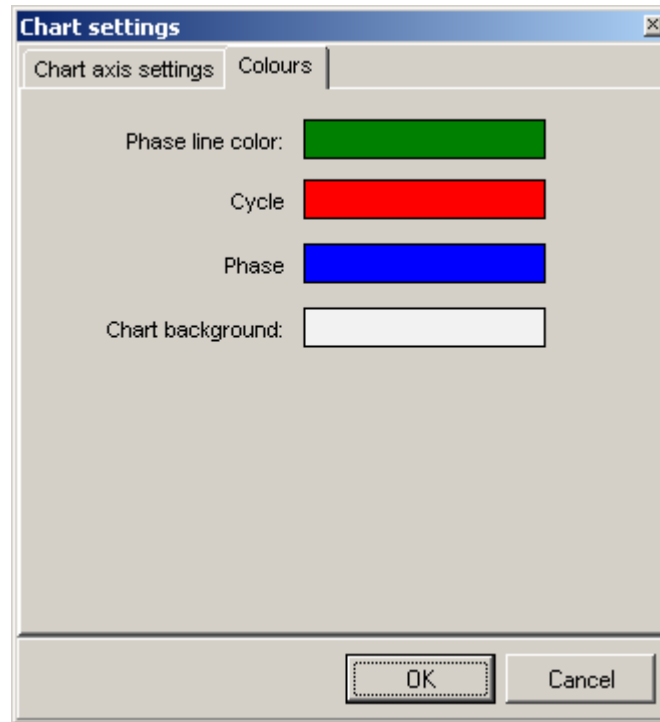 Chart settings
Chart axis settings Colours
Phase line color:
Cycle
Phase
Chart background:
OK Cancel